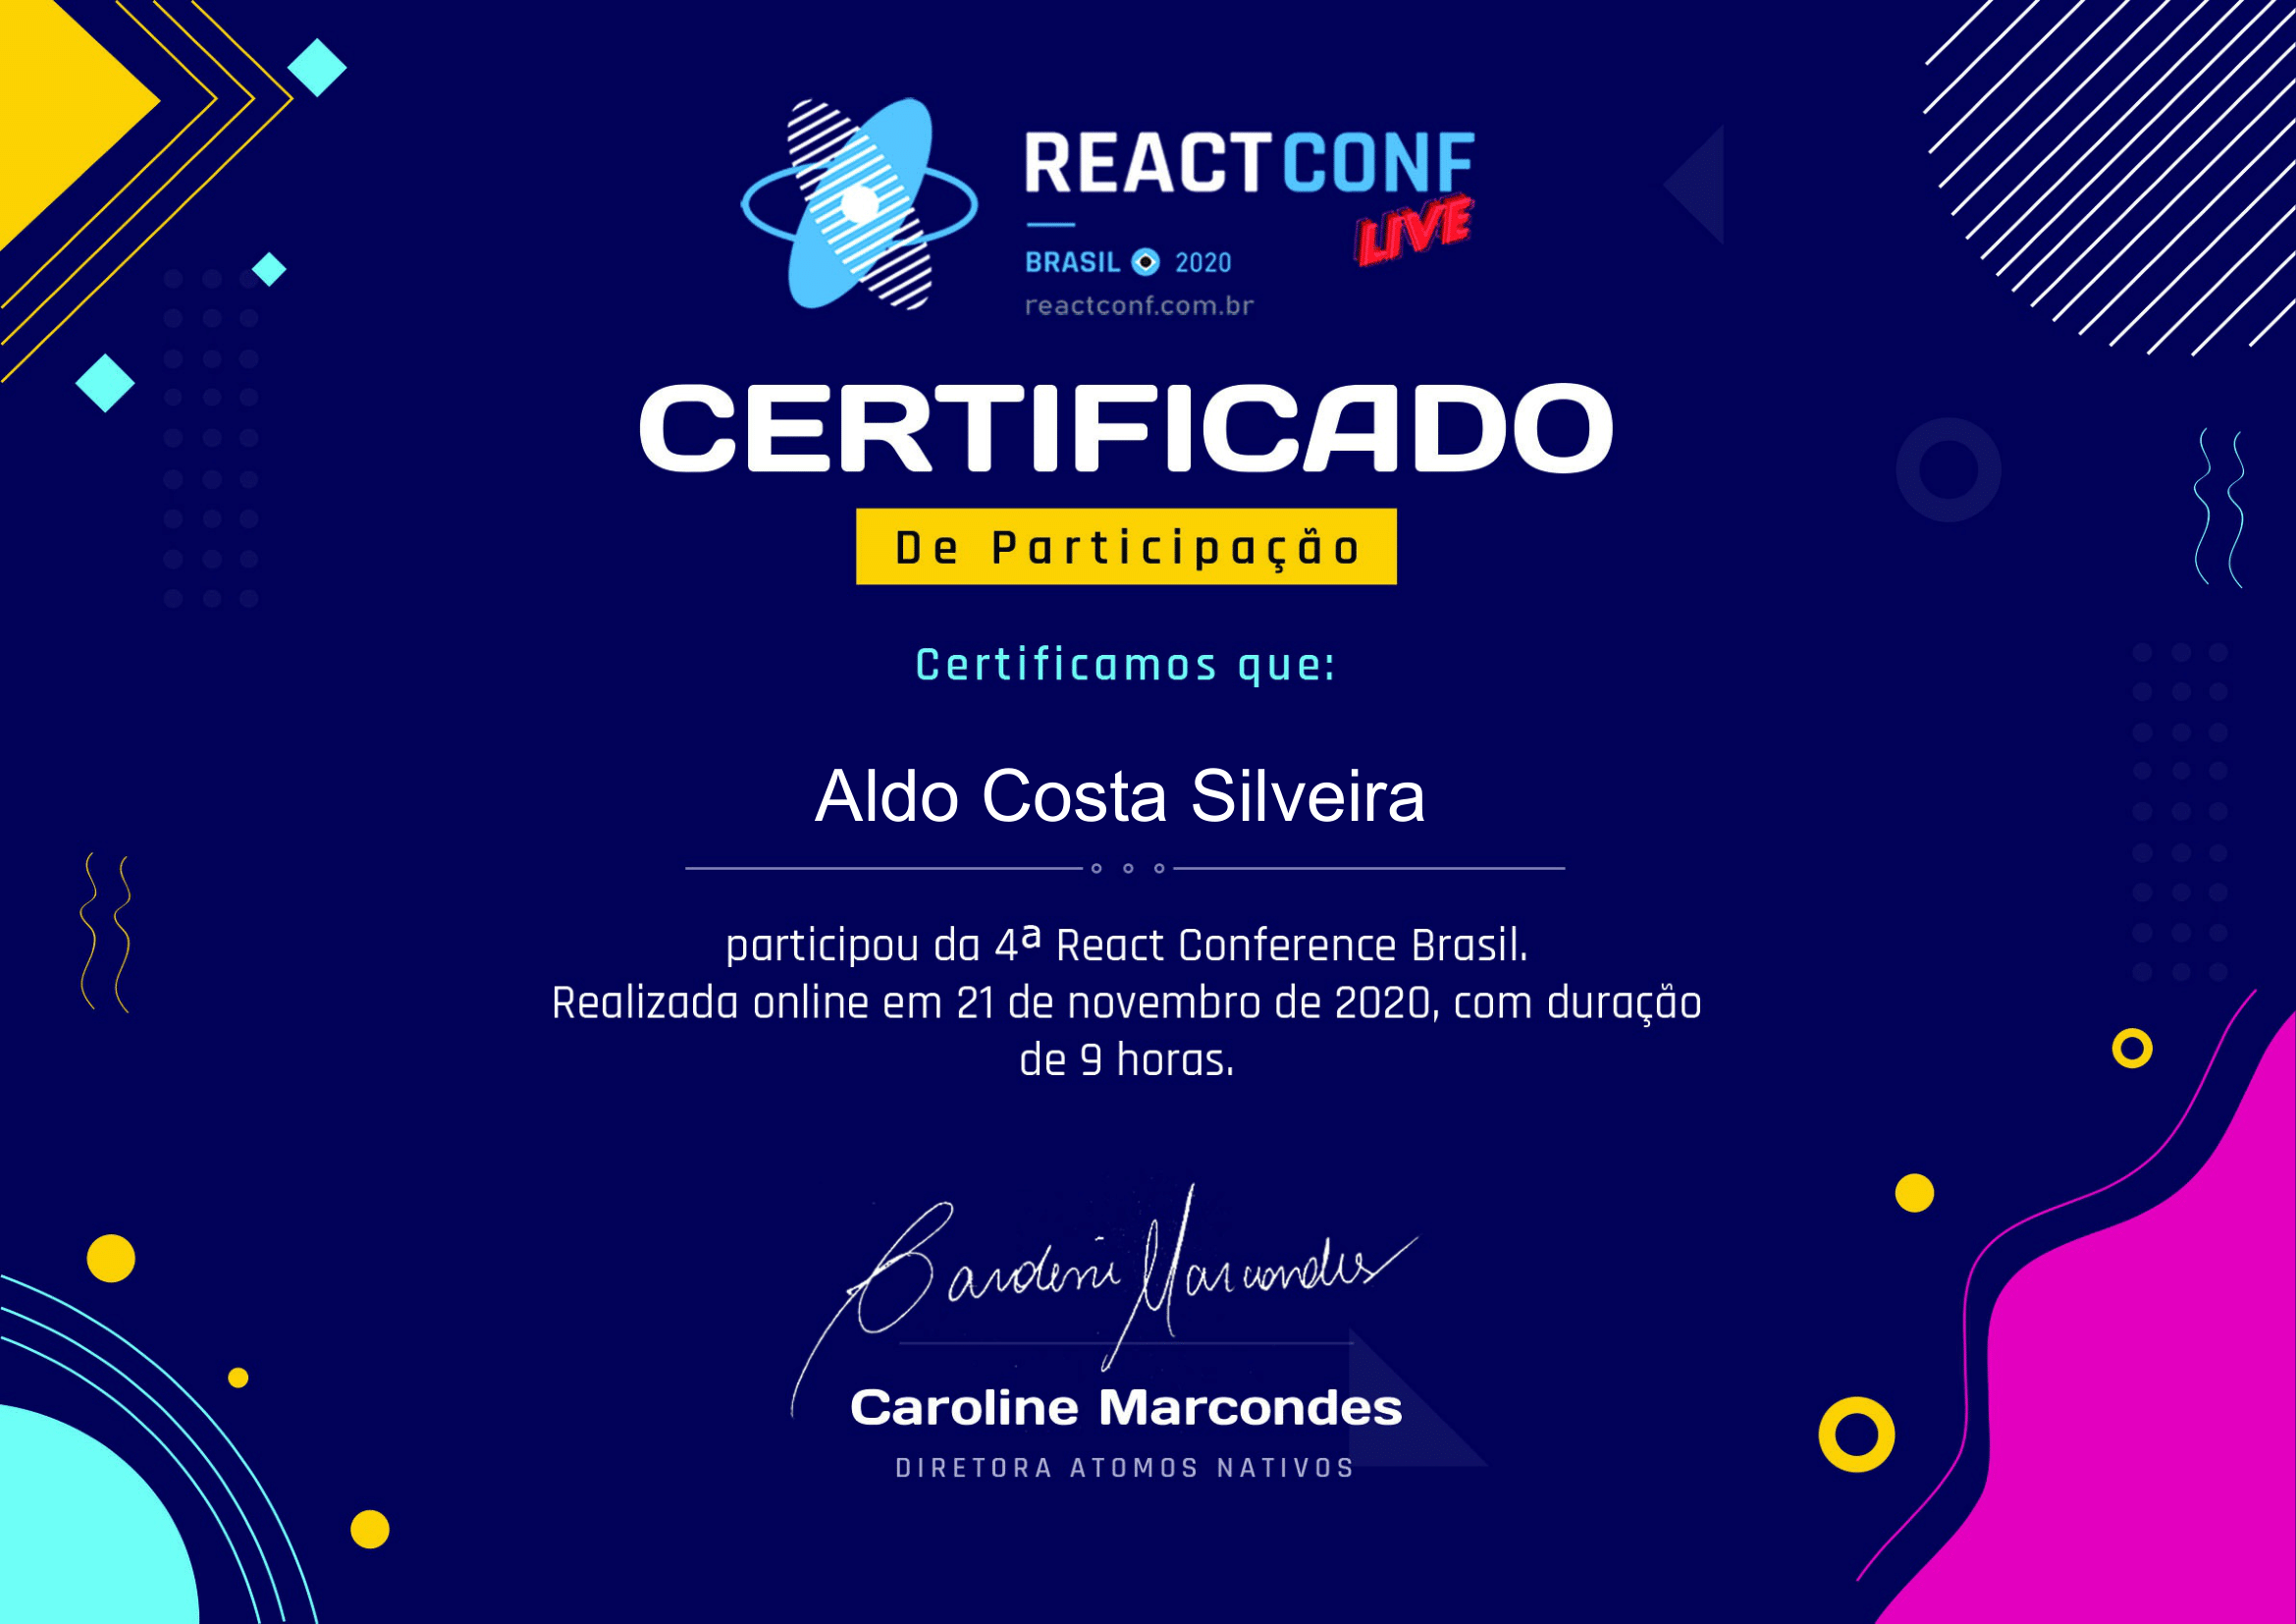 REACTCONF
LIVE
BRASIL 2020
reactconf.com.br
CERTIFICADO
De Participação
Certificamos que:
Aldo Costa Silveira
participou da 4ª React Conference Brasil.
Realizada online em 21 de novembro de 2020, com duração
de 9 horas.
Caroline Marcondes
Caroline Marcondes
DIRETORA ATOMOS NATIVOS